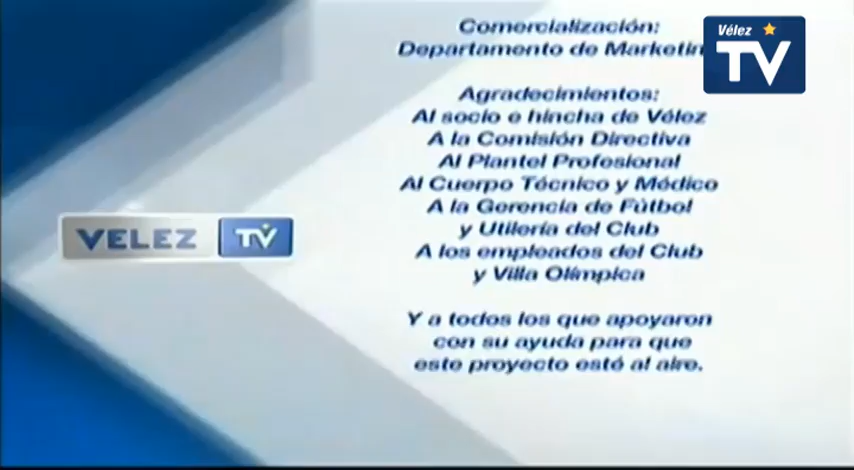 Comercialización:
Departamento de Marketin
Vélez
TV
Agradecimientos:
Al socio e hincha de Vélez
A la Comisión Directiva
Al Plantel Profesional
Al Cuerpo Técnico y Médico
A la Gerencia de Fútbol
y Utilería del Club
A los empleados del Club
y Villa Olímpica
VELEZ TV
Y a todos los que apoyaron
con su ayuda para que
este proyecto esté al aire.